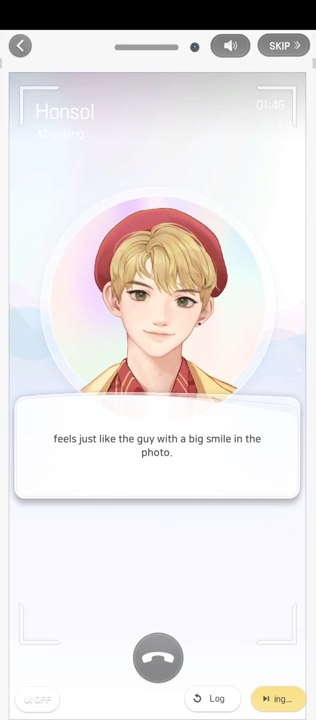 SKIP
Hansol
01:46
calling...
feels just like the guy with a big smile in the
photo.
UI OFF
Log
ing...